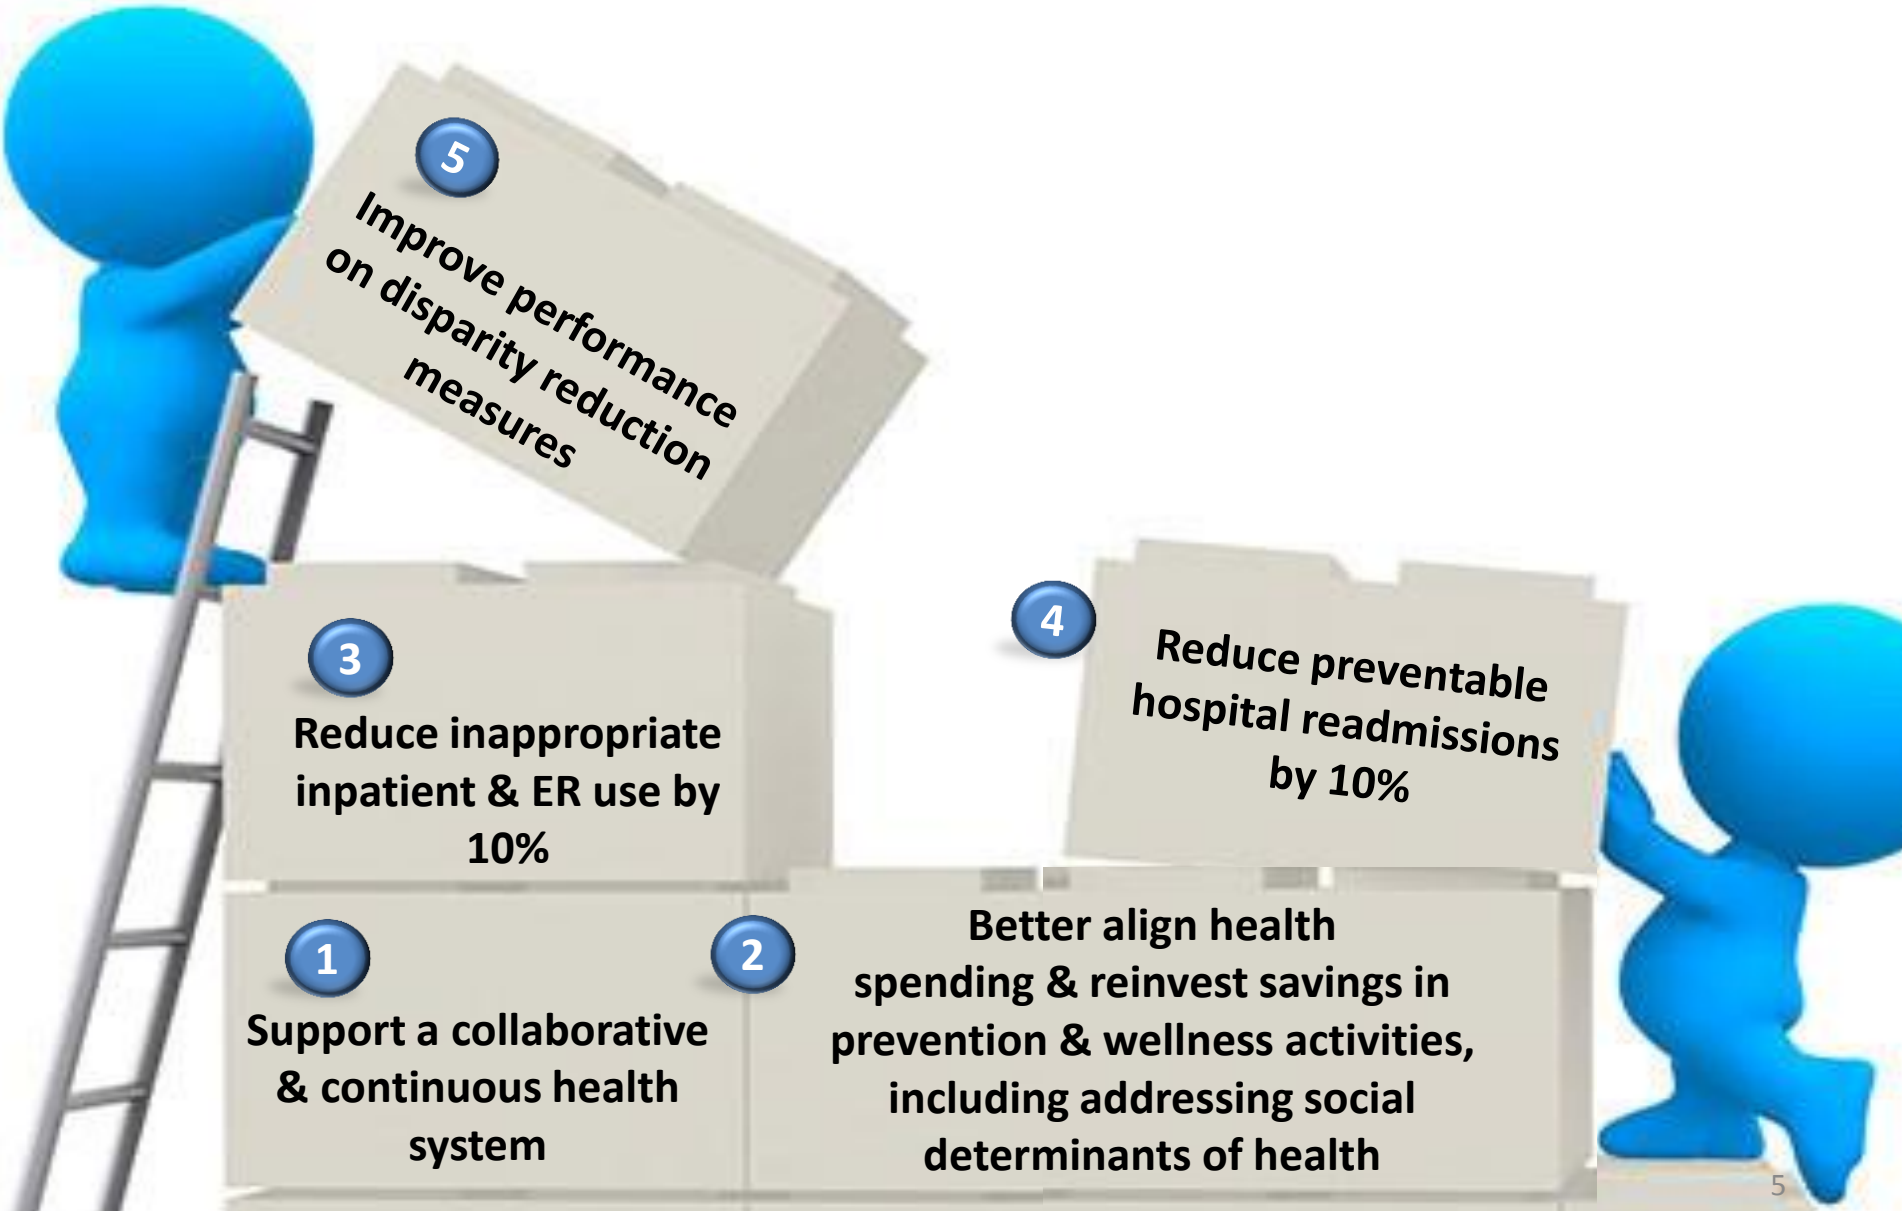 5
Improve performance
on disparity reduction
measures
3
Reduce inappropriate
inpatient & ER use by
10%
4
Reduce preventable
hospital readmissions
by 10%
1
Support a collaborative
& continuous health
system
2
Better align health
spending & reinvest savings in
prevention & wellness activities,
including addressing social
determinants of health
5